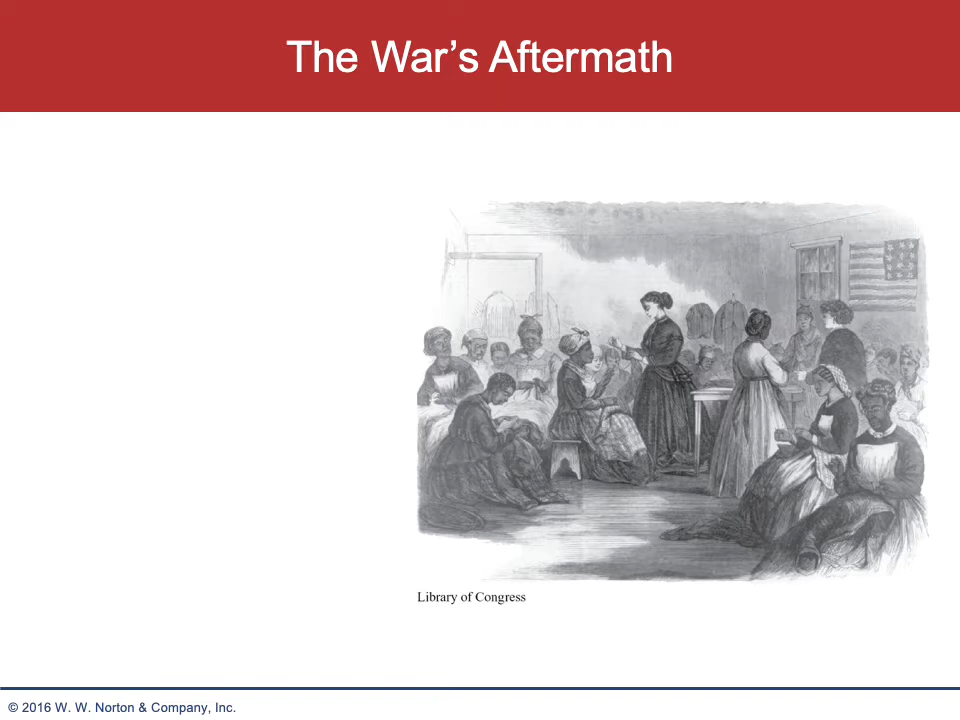 The War’s Aftermath
Library of Congress
© 2016 W. W. Norton & Company, Inc.